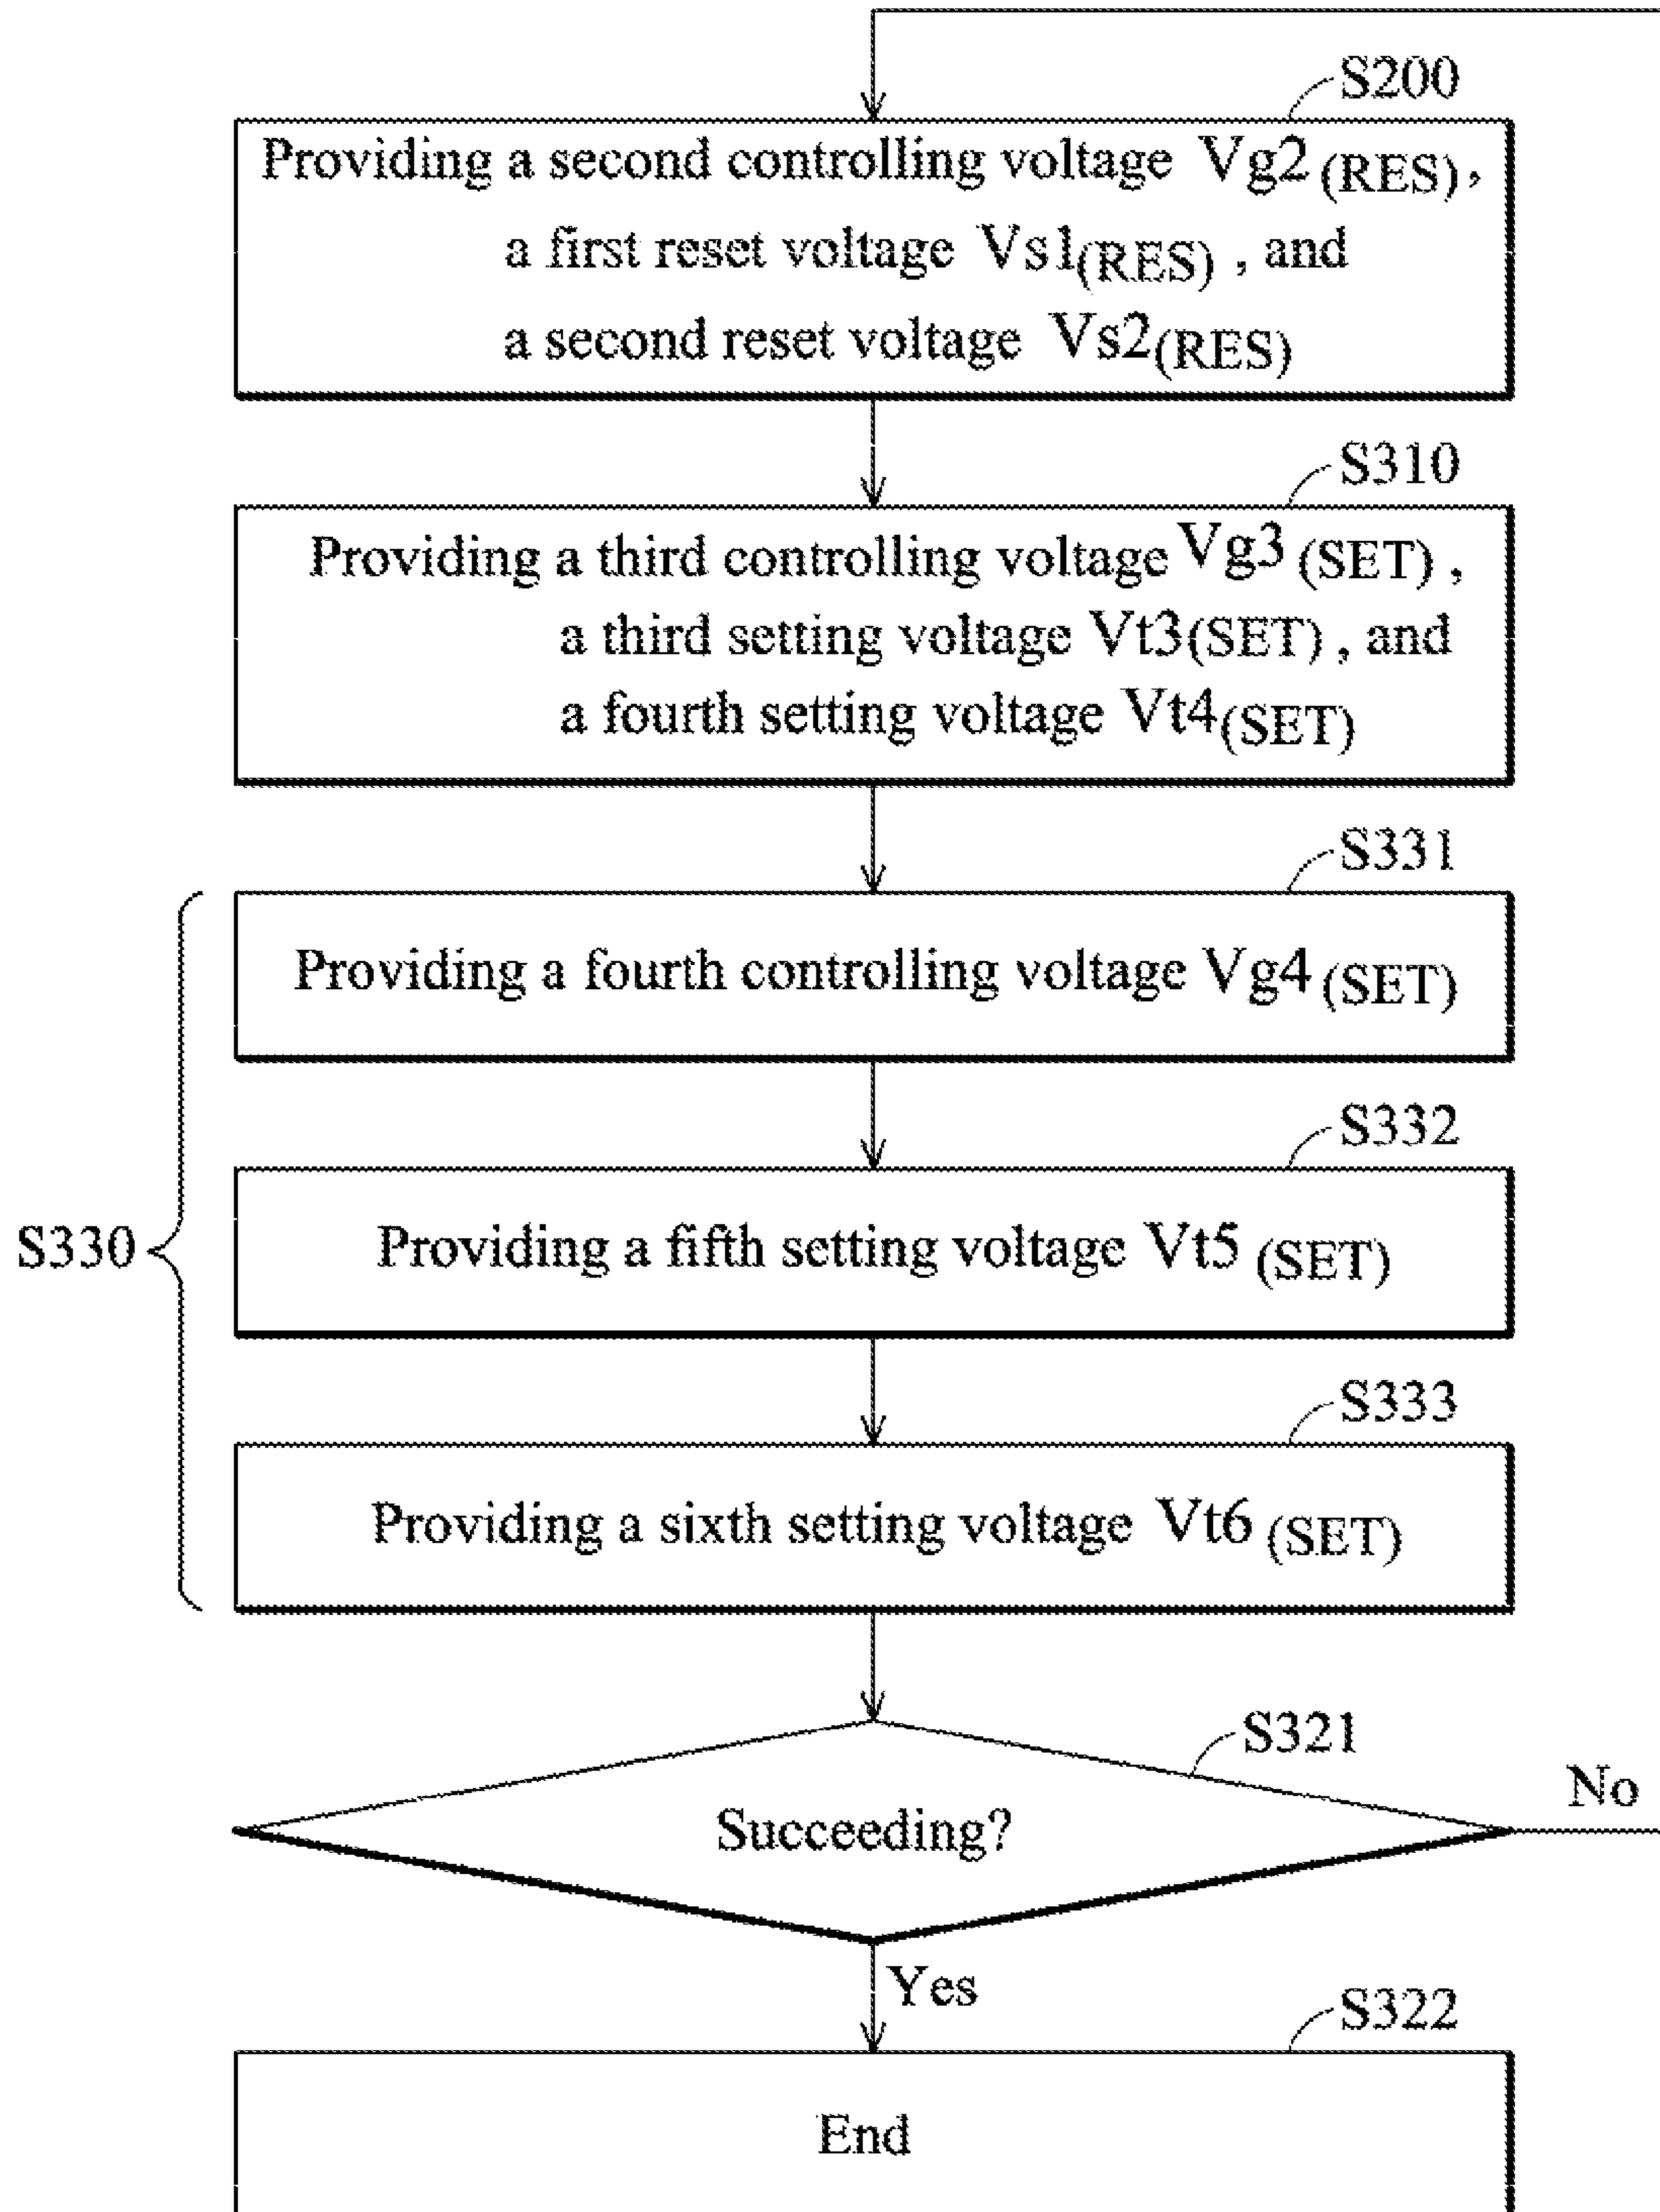 S200
Providing a second controlling voltage Vg2(RES),
a first reset voltage Vs1(RES), and
a second reset voltage Vs2(RES)
S310
Providing a third controlling voltage Vg3(SET),
a third setting voltage Vt3(SET), and
a fourth setting voltage Vt4(SET)
S331
Providing a fourth controlling voltage Vg4(SET)
S332
S330
Providing a fifth setting voltage Vt5(SET)
S333
Providing a sixth setting voltage Vt6(SET)
S321
No
Succeeding?
Yes
S322
End